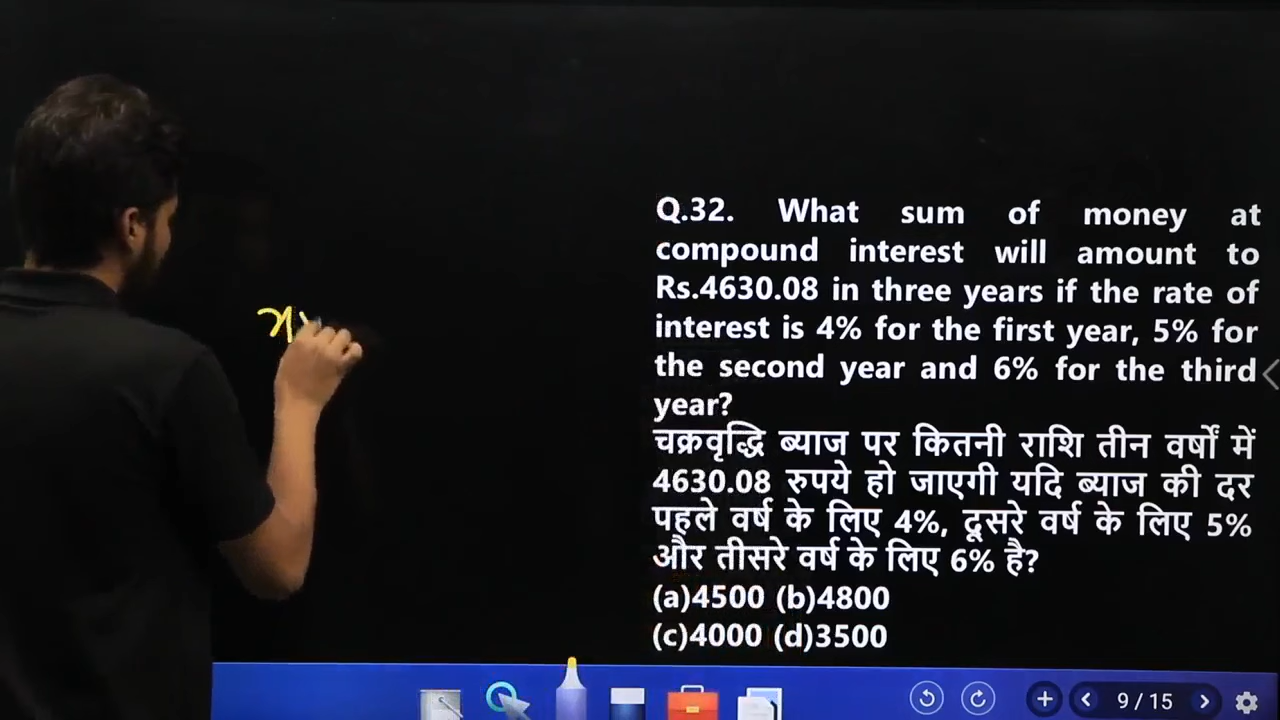 Q.32. What sum of money at
compound interest will amount to
Rs.4630.08 in three years if the rate of
interest is 4% for the first year, 5% for
the second year and 6% for the third
year?
चक्रवृद्धि ब्याज पर कितनी राशि तीन वर्षों में
4630.08 रुपये हो जाएगी यदि ब्याज की दर
पहले वर्ष के लिए 4%, दूसरे वर्ष के लिए 5%
और तीसरे वर्ष के लिए 6% है?
(a)4500 (b)4800
(c)4000 (d)3500
9 / 15